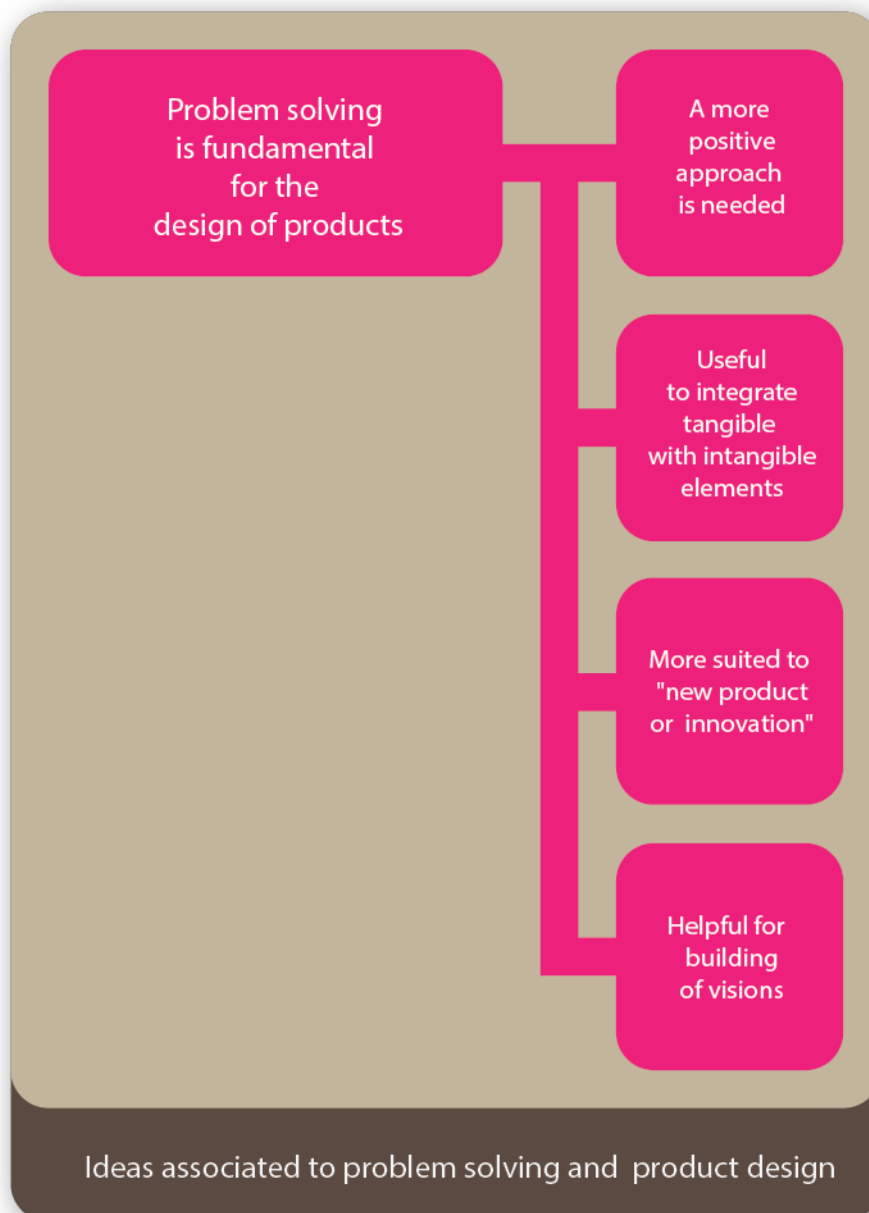 Problem solving
is fundamental
for the
design of products
A more
positive
approach
is needed
Useful
to integrate
tangible
with intangible
elements
More suited to
"new product
or innovation"
Helpful for
building
of visions
Ideas associated to problem solving and product design